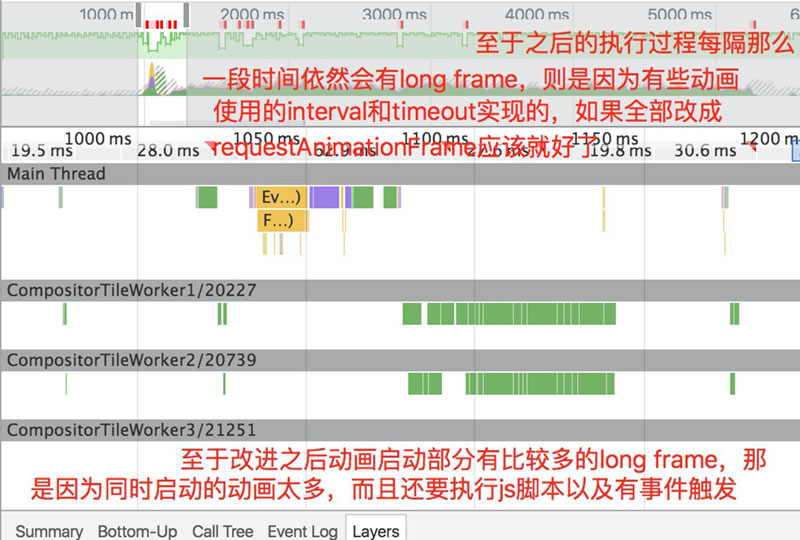 1000 m 2000 ms 3000 ms 4000 ms 5000 ms 6
至于之后的执行过程每隔那么
一段时间依然会有long frame，则是因为有些动画
使用的interval和timeout实现的，如果全部改成
1000 ms 1050 ms 1100 ms 1150 ms 1200 m
requestAnimationFrame应该就好了
19.5 ms 28.0 ms 19.8 ms 30.6 ms
Main Thread
Ev...)
F...)
CompositorTileWorker1/20227
CompositorTileWorker2/20739
CompositorTileWorker3/21251
至于改进之后动画启动部分有比较多的long frame，那
是因为同时启动的动画太多，而且还要执行js脚本以及有事件触发
Summary Bottom-Up Call Tree Event Log Layers